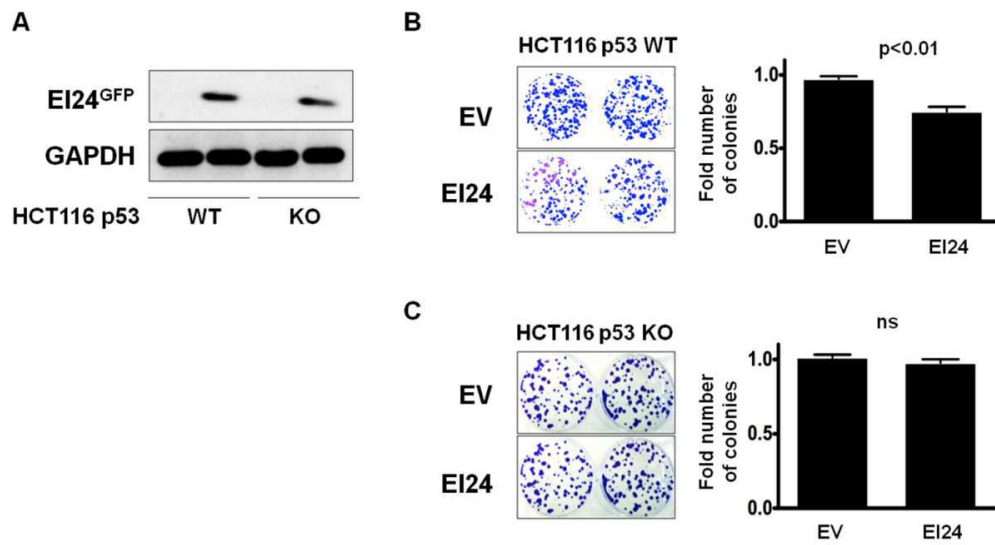 A
EI24GFP
GAPDH
HCT116 p53 WT KO
B
HCT116 p53 WT
EV
EI24
p<0.01
Fold number
of colonies
1.0
0.5
0.0
EV EI24
C
HCT116 p53 KO
EV
EI24
ns
Fold number
of colonies
1.0
0.5
0.0
EV EI24